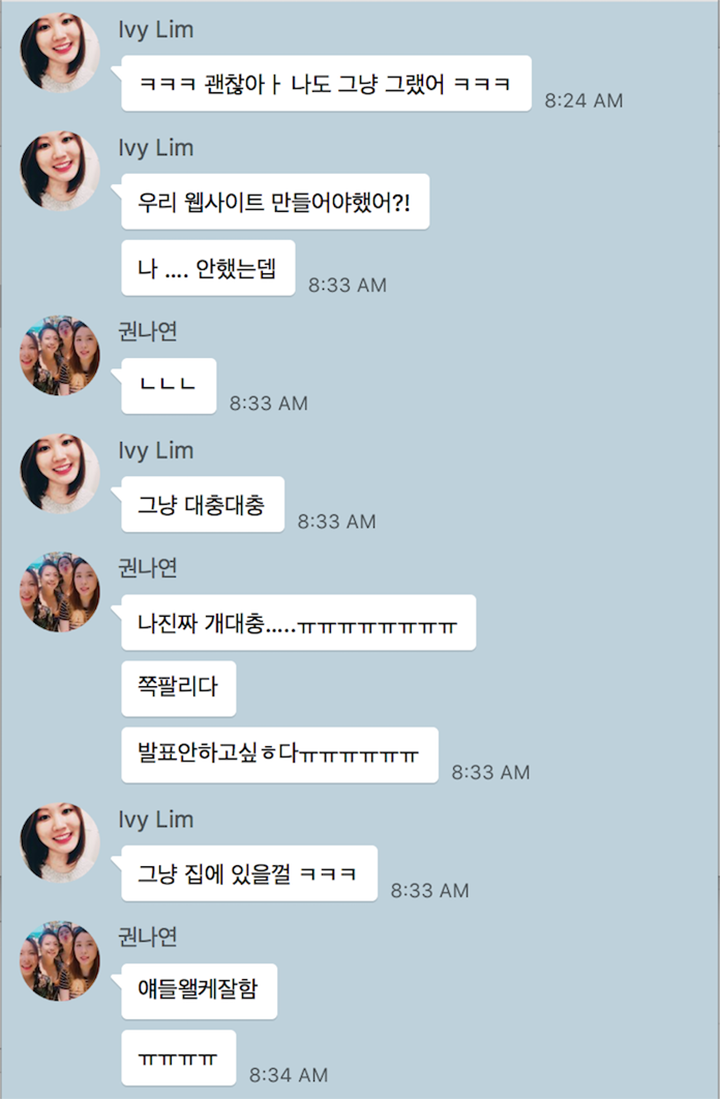 Ivy Lim
ㅋㅋㅋ 괜찮아ㅏ 나도 그냥 그랬어 ㅋㅋㅋ
8:24 AM
Ivy Lim
우리 웹사이트 만들어야했어?!
나 .... 안했는뎁
8:33 AM
권나연
ㄴㄴㄴ
8:33 AM
Ivy Lim
그냥 대충대충
8:33 AM
권나연
나진짜 개대충.....ㅠㅠㅠㅠㅠㅠㅠㅠ
쪽팔리다
발표안하고싶ㅎ다ㅠㅠㅠㅠㅠㅠ
8:33 AM
Ivy Lim
그냥 집에 있을껄 ㅋㅋㅋ
8:33 AM
권나연
얘들왤케잘함
ㅠㅠㅠㅠ
8:34 AM